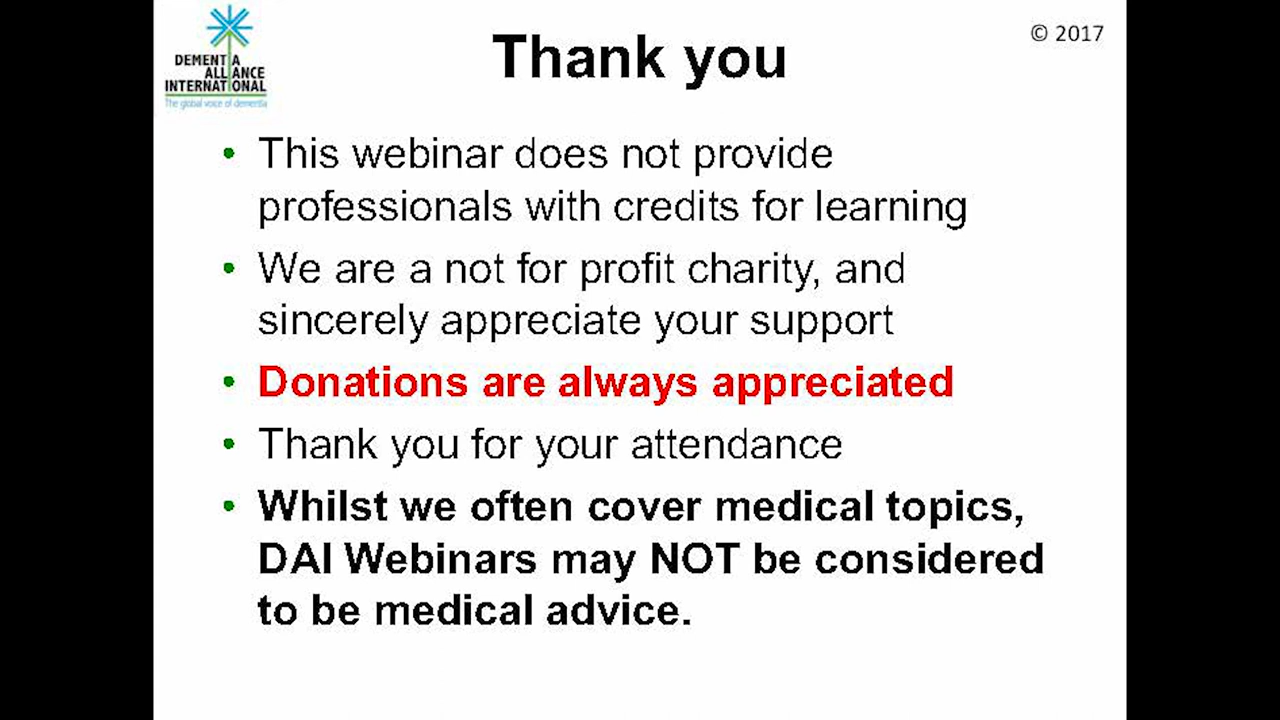 DEMENTIA
ALLIANCE
INTERNATIONAL
The global voice of dementia
Thank you
© 2017
• This webinar does not provide
professionals with credits for learning
• We are a not for profit charity, and
sincerely appreciate your support
• Donations are always appreciated
• Thank you for your attendance
• Whilst we often cover medical topics,
DAI Webinars may NOT be considered
to be medical advice.